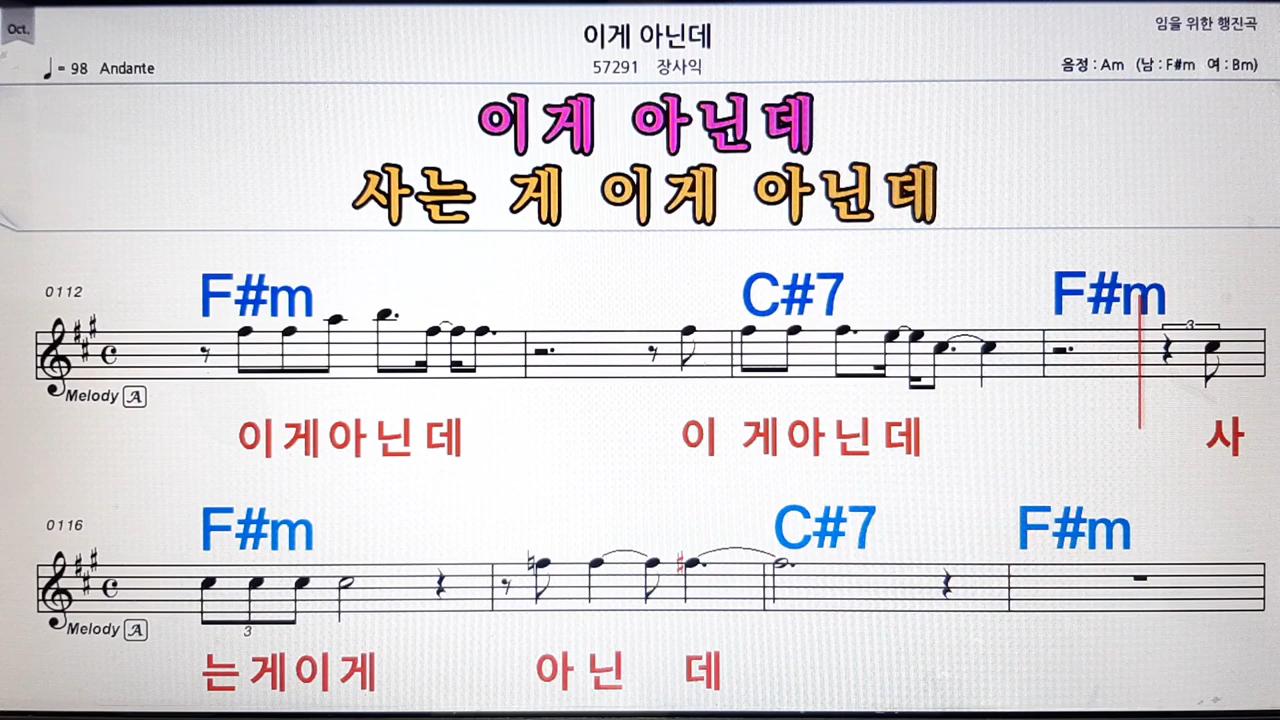 Oct.
이게 아닌데
임을 위한 행진곡
♩= 98 Andante
57291 장사익
음정 : Am (남 : F#m 여 : Bm)
이게 아닌데
사는 게 이게 아닌데
F#m C#7 F#m
0112
3
Melody A
이게아닌데 이 게아닌데 사
F#m C#7 F#m
0116
3
Melody A
는게이게 아닌 데